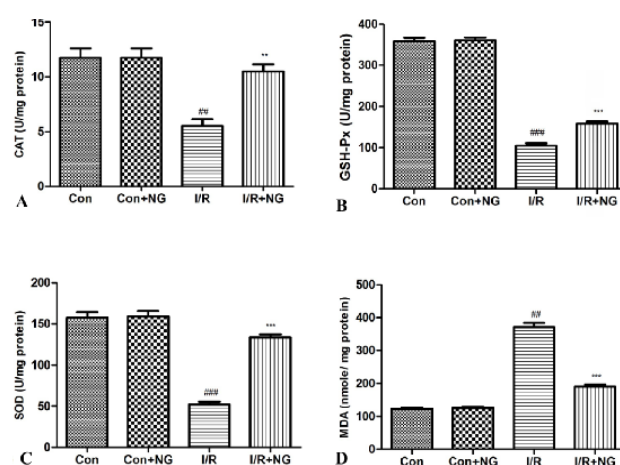 CAT (U/mg protein)
15
10
5
0
##
**
Con Con+NG I/R I/R+NG
A
GSH-Px (U/mg protein)
400
300
200
100
0
###
***
Con Con+NG I/R I/R+NG
B
SOD (U/mg protein)
200
150
100
50
0
###
***
Con Con+NG I/R I/R+NG
C
MDA (nmole/ mg protein)
500
400
300
200
100
0
##
***
Con Con+NG I/R I/R+NG
D